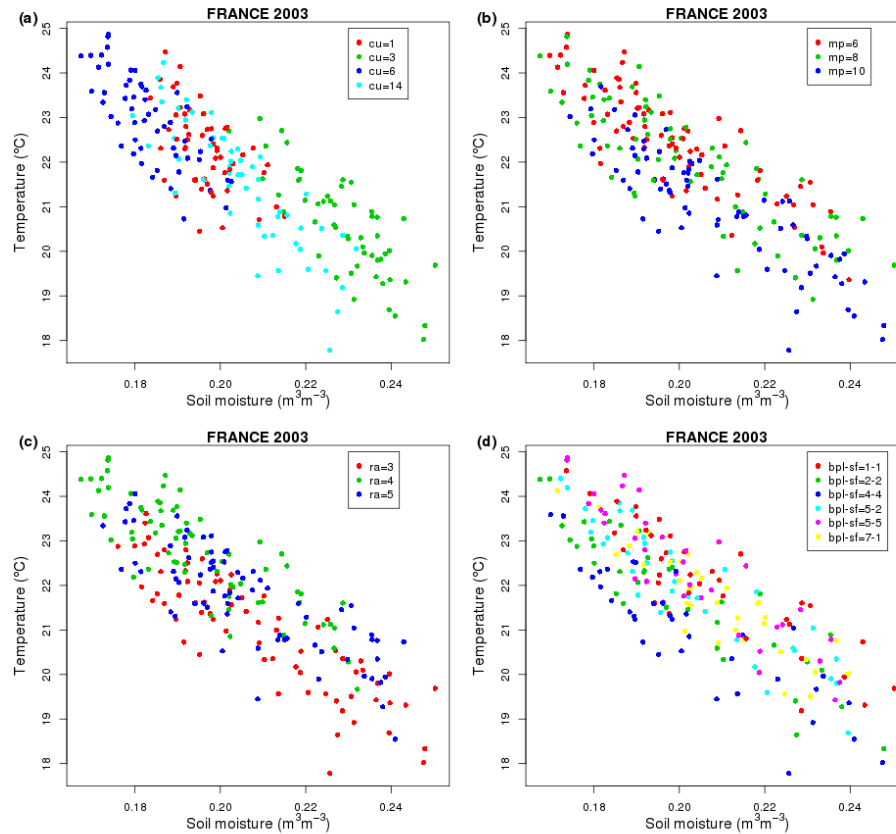 (a)
FRANCE 2003
cu=1
cu=3
cu=6
cu=14
Temperature (ºC)
25
24
23
22
21
20
19
18
0.18
0.20
0.22
0.24
Soil moisture (m³m⁻³)
(b)
FRANCE 2003
mp=6
mp=8
mp=10
Temperature (ºC)
25
24
23
22
21
20
19
18
0.18
0.20
0.22
0.24
Soil moisture (m³m⁻³)
(c)
FRANCE 2003
ra=3
ra=4
ra=5
Temperature (ºC)
25
24
23
22
21
20
19
18
0.18
0.20
0.22
0.24
Soil moisture (m³m⁻³)
(d)
FRANCE 2003
bpl-sf=1-1
bpl-sf=2-2
bpl-sf=4-4
bpl-sf=5-2
bpl-sf=5-5
bpl-sf=7-1
Temperature (ºC)
25
24
23
22
21
20
19
18
0.18
0.20
0.22
0.24
Soil moisture (m³m⁻³)